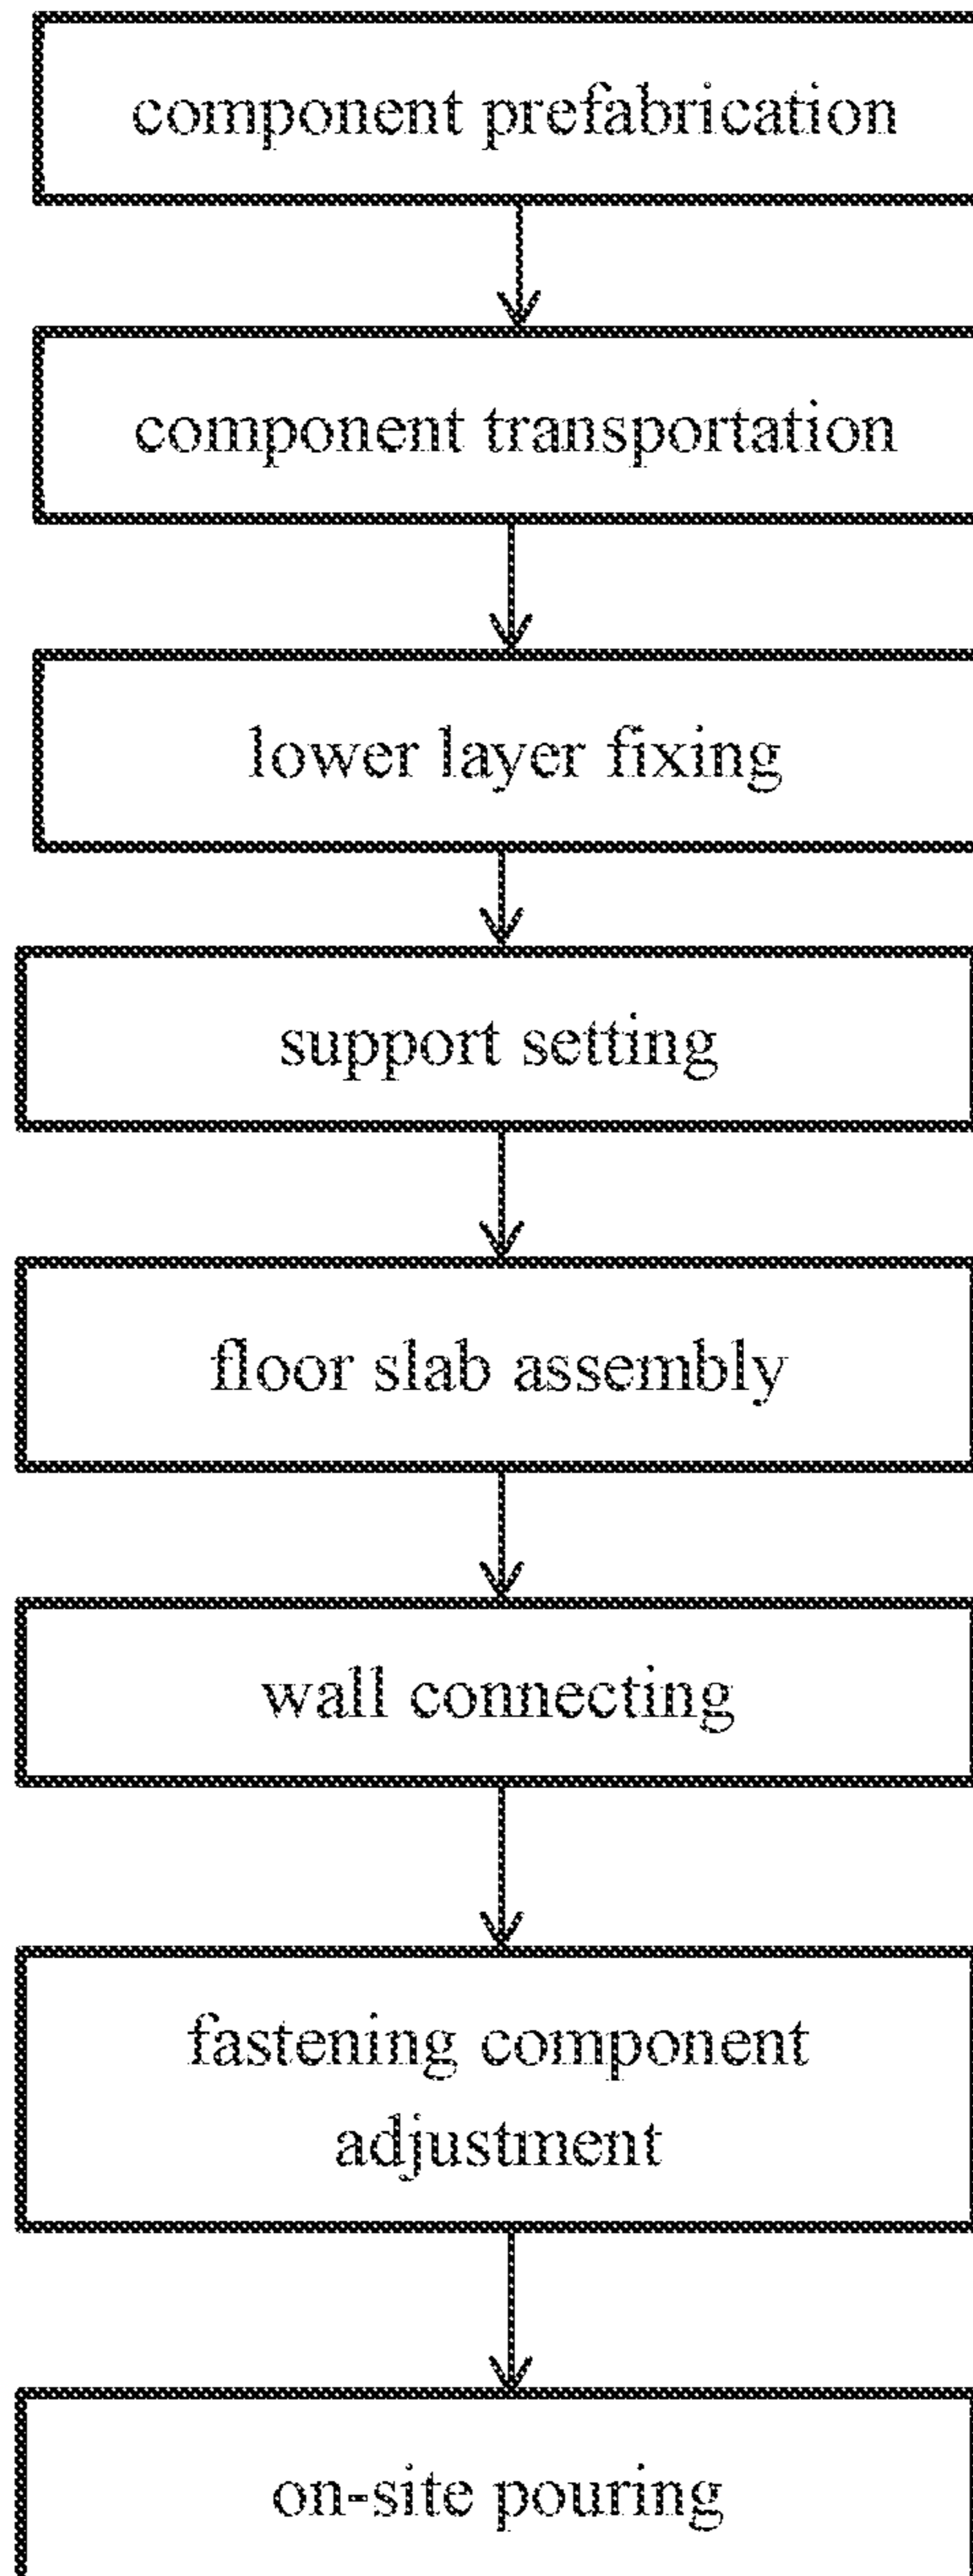 component prefabrication
component transportation
lower layer fixing
support setting
floor slab assembly
wall connecting
fastening component
adjustment
on-site pouring